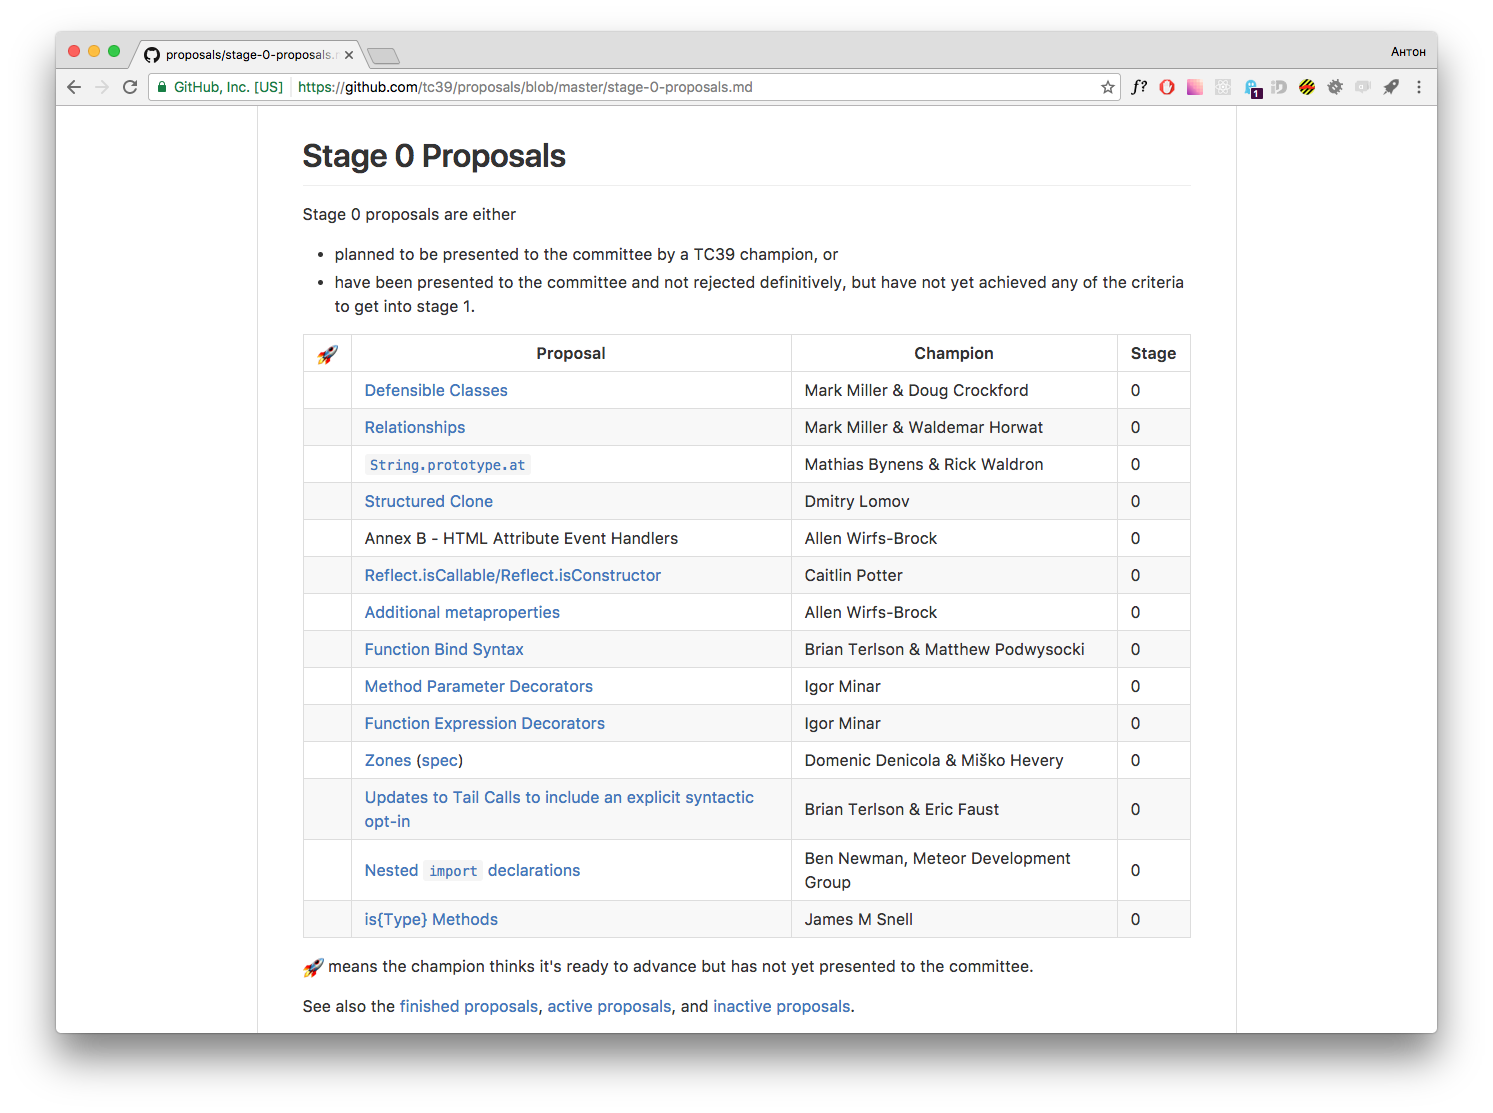 proposals/stage-0-proposals.
Антон
GitHub, Inc. [US] https://github.com/tc39/proposals/blob/master/stage-0-proposals.md
f?
1
Stage 0 Proposals
Stage 0 proposals are either
• planned to be presented to the committee by a TC39 champion, or
• have been presented to the committee and not rejected definitively, but have not yet achieved any of the criteria
to get into stage 1.
🚀 Proposal Champion Stage
Defensible Classes Mark Miller & Doug Crockford 0
Relationships Mark Miller & Waldemar Horwat 0
String.prototype.at Mathias Bynens & Rick Waldron 0
Structured Clone Dmitry Lomov 0
Annex B - HTML Attribute Event Handlers Allen Wirfs-Brock 0
Reflect.isCallable/Reflect.isConstructor Caitlin Potter 0
Additional metaproperties Allen Wirfs-Brock 0
Function Bind Syntax Brian Terlson & Matthew Podwysocki 0
Method Parameter Decorators Igor Minar 0
Function Expression Decorators Igor Minar 0
Zones (spec) Domenic Denicola & Miško Hevery 0
Updates to Tail Calls to include an explicit syntactic
opt-in
Brian Terlson & Eric Faust 0
Nested import declarations
Ben Newman, Meteor Development
Group
0
is{Type} Methods James M Snell 0
🚀 means the champion thinks it's ready to advance but has not yet presented to the committee.
See also the finished proposals, active proposals, and inactive proposals.